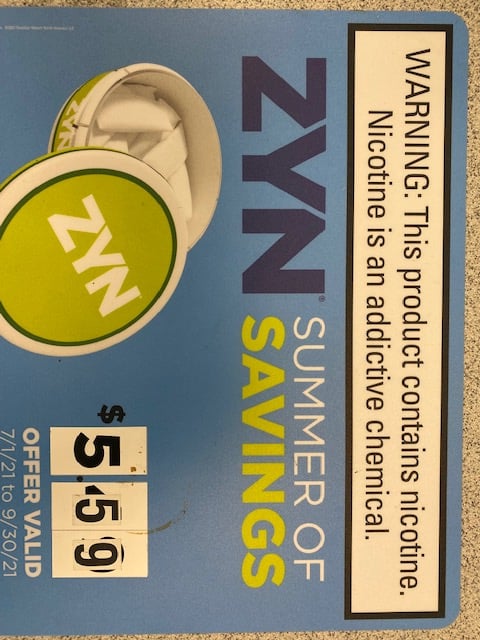 WARNING: This product contains nicotine.
Nicotine is an addictive chemical.
ZYN® SUMMER OF
SAVINGS
ZYN
$5.59
OFFER VALID
7/1/21 to 9/30/21